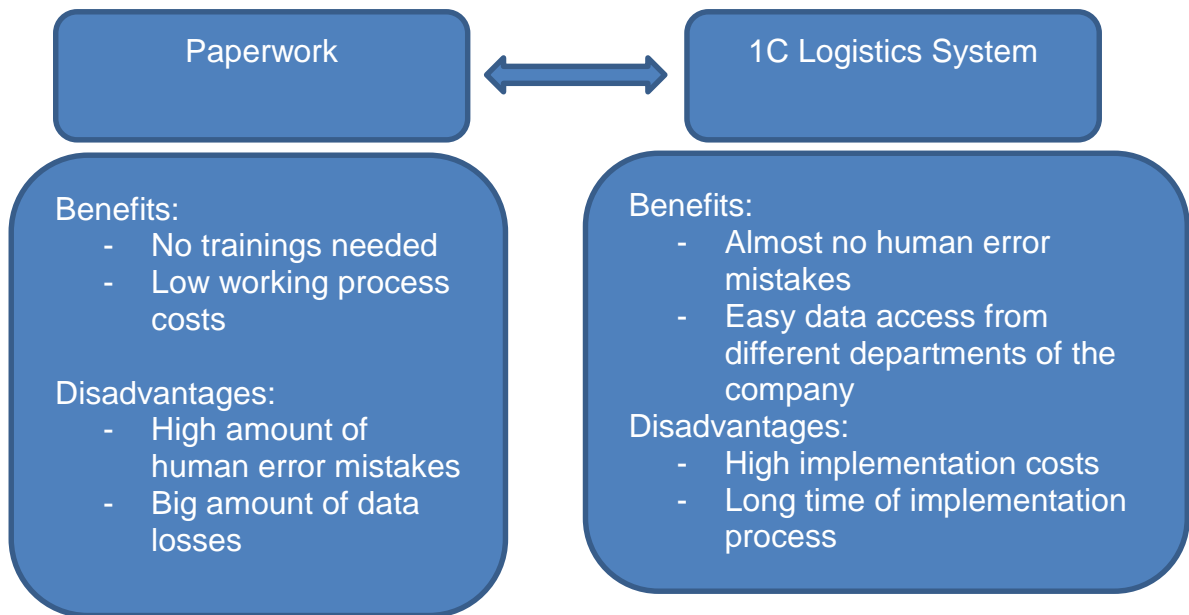 Paperwork
1C Logistics System
Benefits:
- No trainings needed
- Low working process
costs
Disadvantages:
- High amount of
human error mistakes
- Big amount of data
losses
Benefits:
- Almost no human error
mistakes
- Easy data access from
different departments of the
company
Disadvantages:
- High implementation costs
- Long time of implementation
process